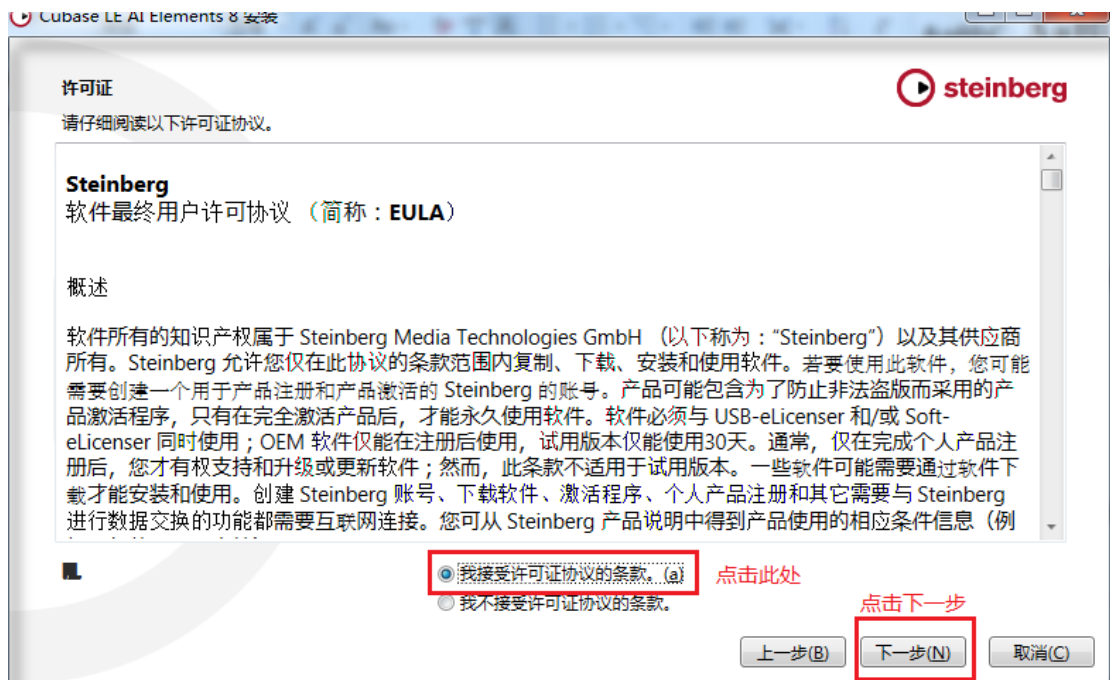 Cubase LE AI Elements 8 安装
许可证
steinberg
请仔细阅读以下许可证协议。
Steinberg
软件最终用户许可协议 （简称：EULA）
概述
软件所有的知识产权属于 Steinberg Media Technologies GmbH （以下称为：“Steinberg”）以及其供应商
所有。Steinberg 允许您仅在此协议的条款范围内复制、下载、安装和使用软件。若要使用此软件，您可能
需要创建一个用于产品注册和产品激活的 Steinberg 的账号。产品可能包含为了防止非法盗版而采用的产
品激活程序，只有在完全激活产品后，才能永久使用软件。软件必须与 USB-eLicenser 和/或 Soft-
eLicenser 同时使用；OEM 软件仅能在注册后使用，试用版本仅能使用30天。通常，仅在完成个人产品注
册后，您才有权支持和升级或更新软件；然而，此条款不适用于试用版本。一些软件可能需要通过软件下
载才能安装和使用。创建 Steinberg 账号、下载软件、激活程序、个人产品注册和其它需要与 Steinberg
进行数据交换的功能都需要互联网连接。您可从 Steinberg 产品说明中得到产品使用的相应条件信息（例
我接受许可证协议的条款。(a) 点击此处
我不接受许可证协议的条款。
点击下一步
上一步(B) 下一步(N) 取消(C)